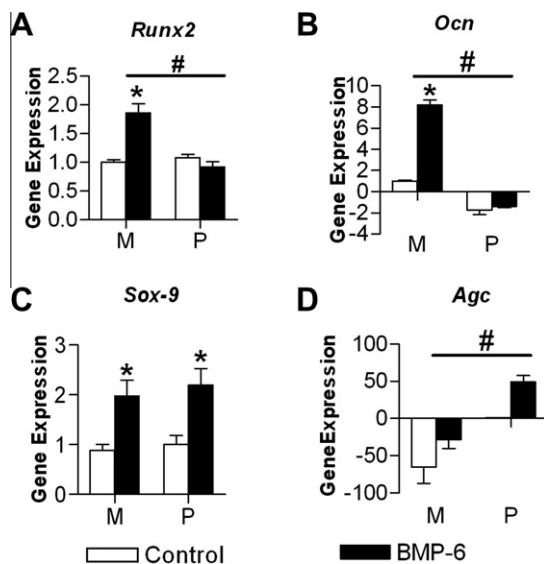 A
Runx2
#
*
Gene Expression
2.5
2.0
1.5
1.0
0.5
0.0
M
P
B
Ocn
#
*
Gene Expression
10
8
6
4
2
0
-2
-4
M
P
C
Sox-9
*
*
Gene Expression
3
2
1
0
M
P
D
Agc
#
GeneExpression
100
50
0
-50
-100
M
P
Control
BMP-6